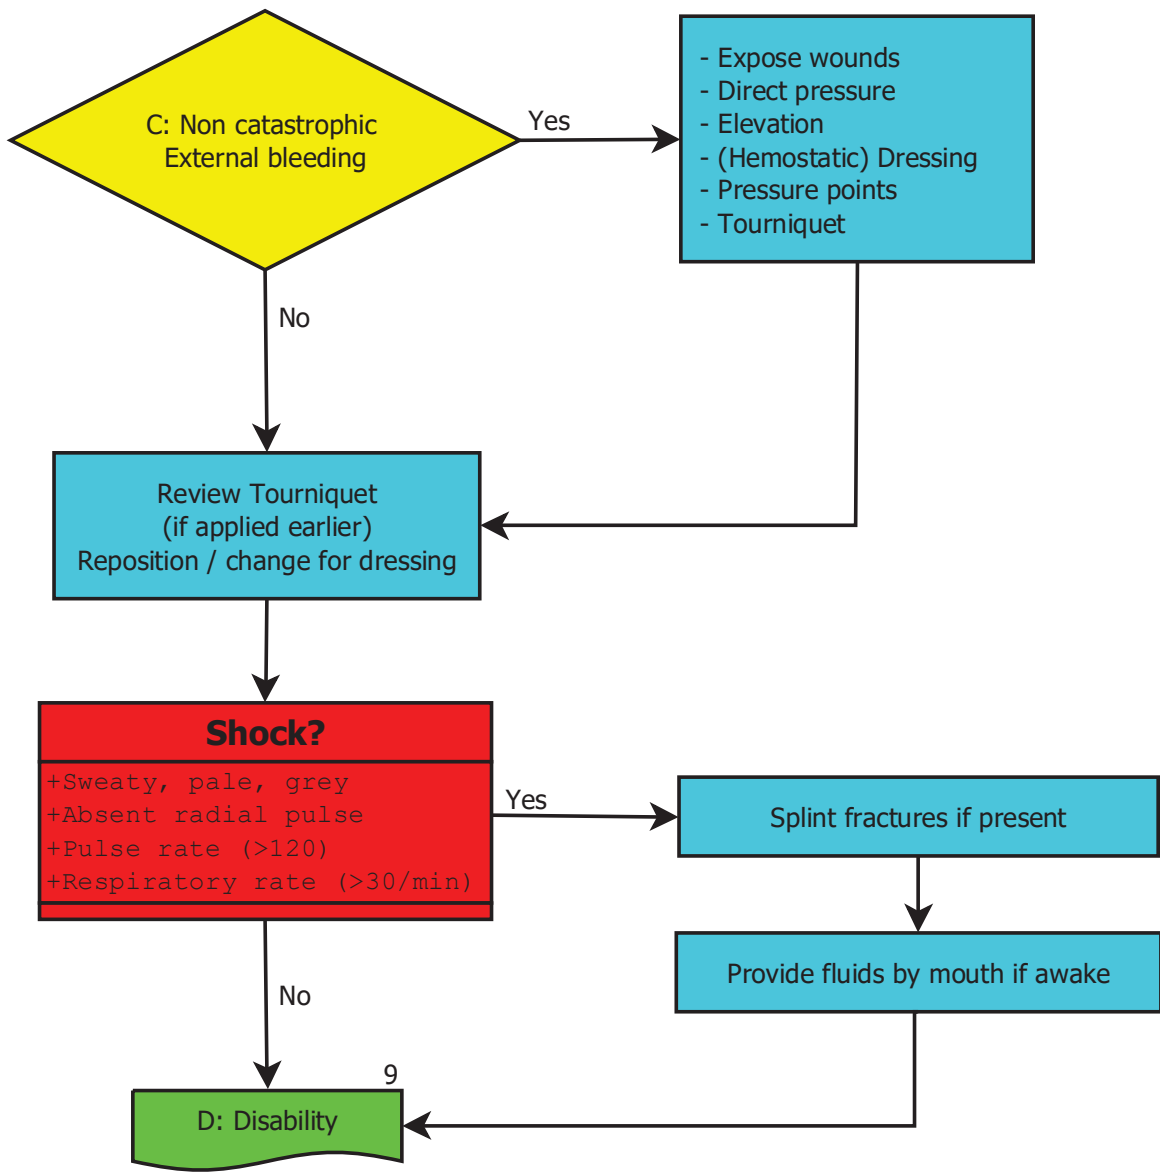 C: Non catastrophic
External bleeding
Yes
- Expose wounds
- Direct pressure
- Elevation
- (Hemostatic) Dressing
- Pressure points
- Tourniquet
No
Review Tourniquet
(if applied earlier)
Reposition / change for dressing
Shock?
+Sweaty, pale, grey
+Absent radial pulse
+Pulse rate (>120)
+Respiratory rate (>30/min)
Yes
Splint fractures if present
Provide fluids by mouth if awake
No
9
D: Disability